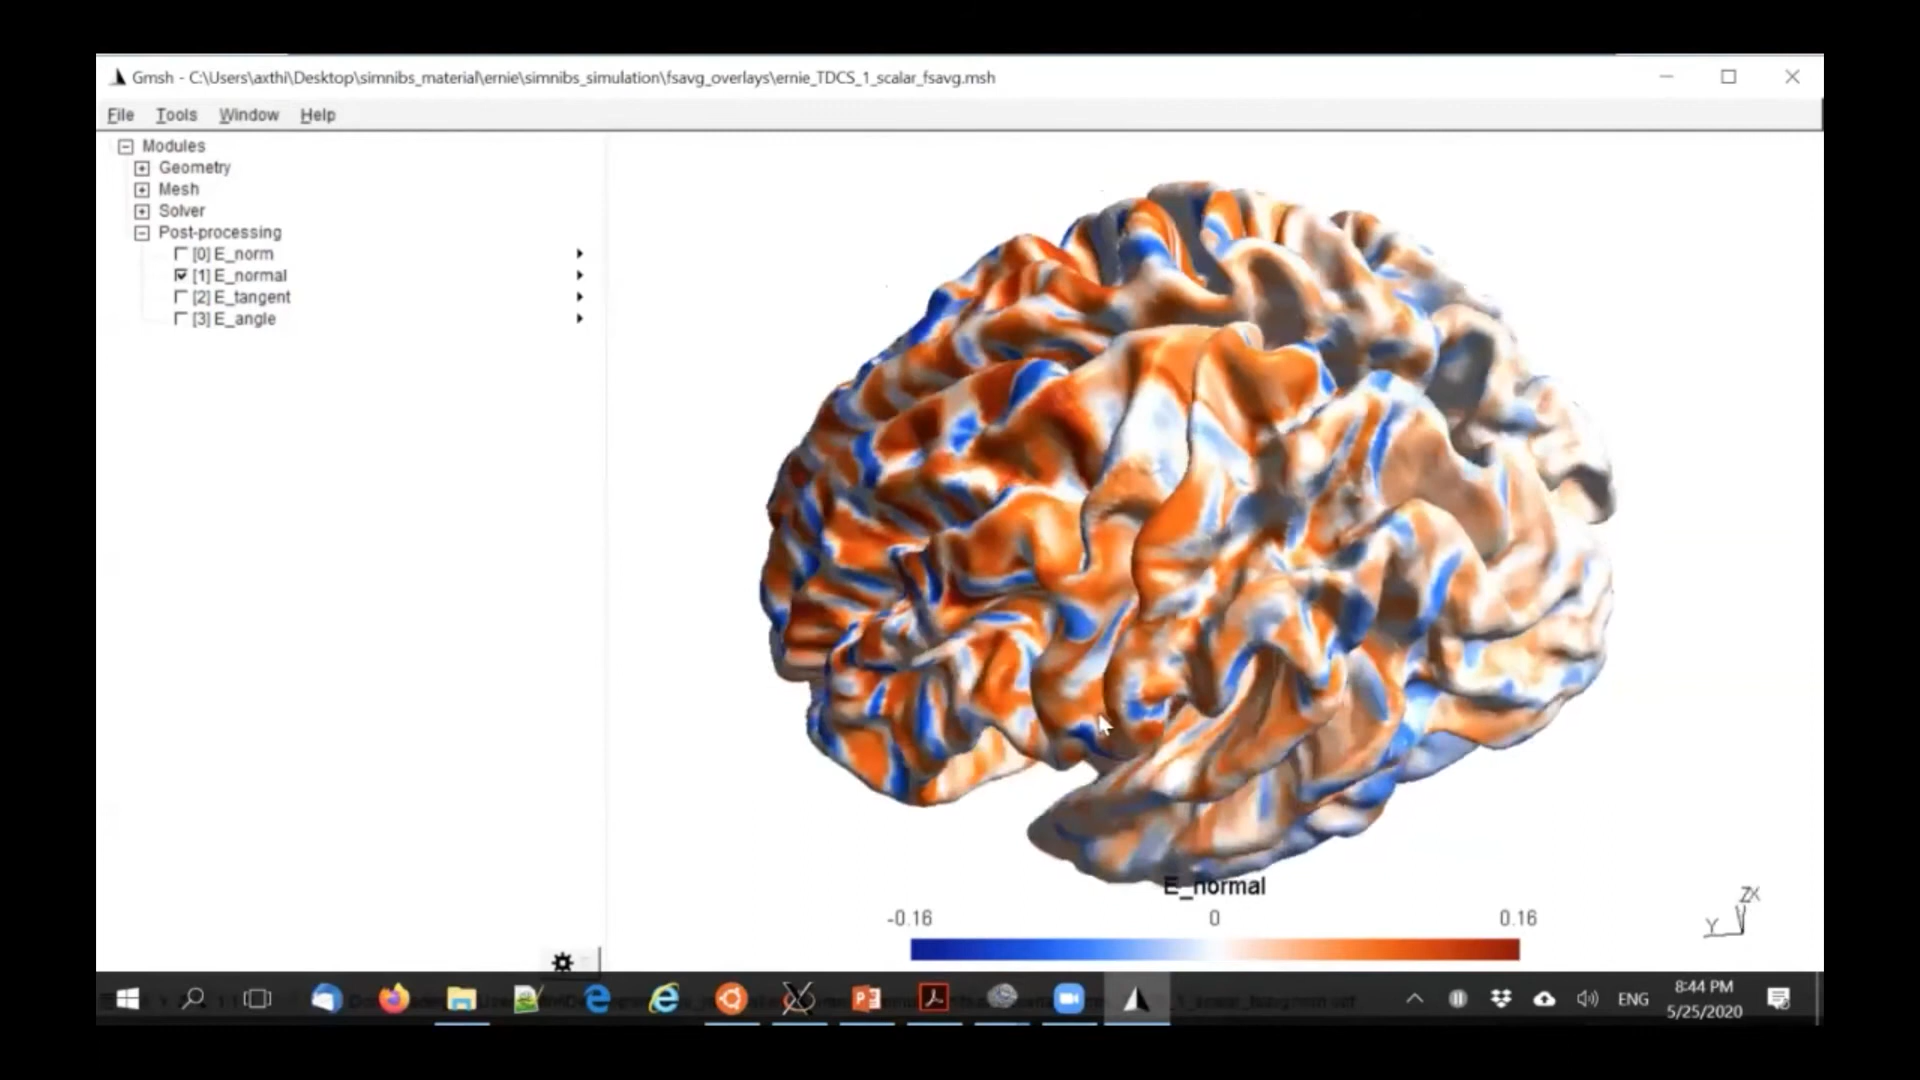 Gmsh - C:\Users\axthi\Desktop\simnibs_material\ernie\simnibs_simulation\fsavg_overlays\ernie_TDCS_1_scalar_fsavg.msh
File Tools Window Help
Modules
Geometry
Mesh
Solver
Post-processing
[0] E_norm
[1] E_normal
[2] E_tangent
[3] E_angle
E_normal
-0.16 0 0.16
ZX
Y
ENG
8:44 PM
5/25/2020